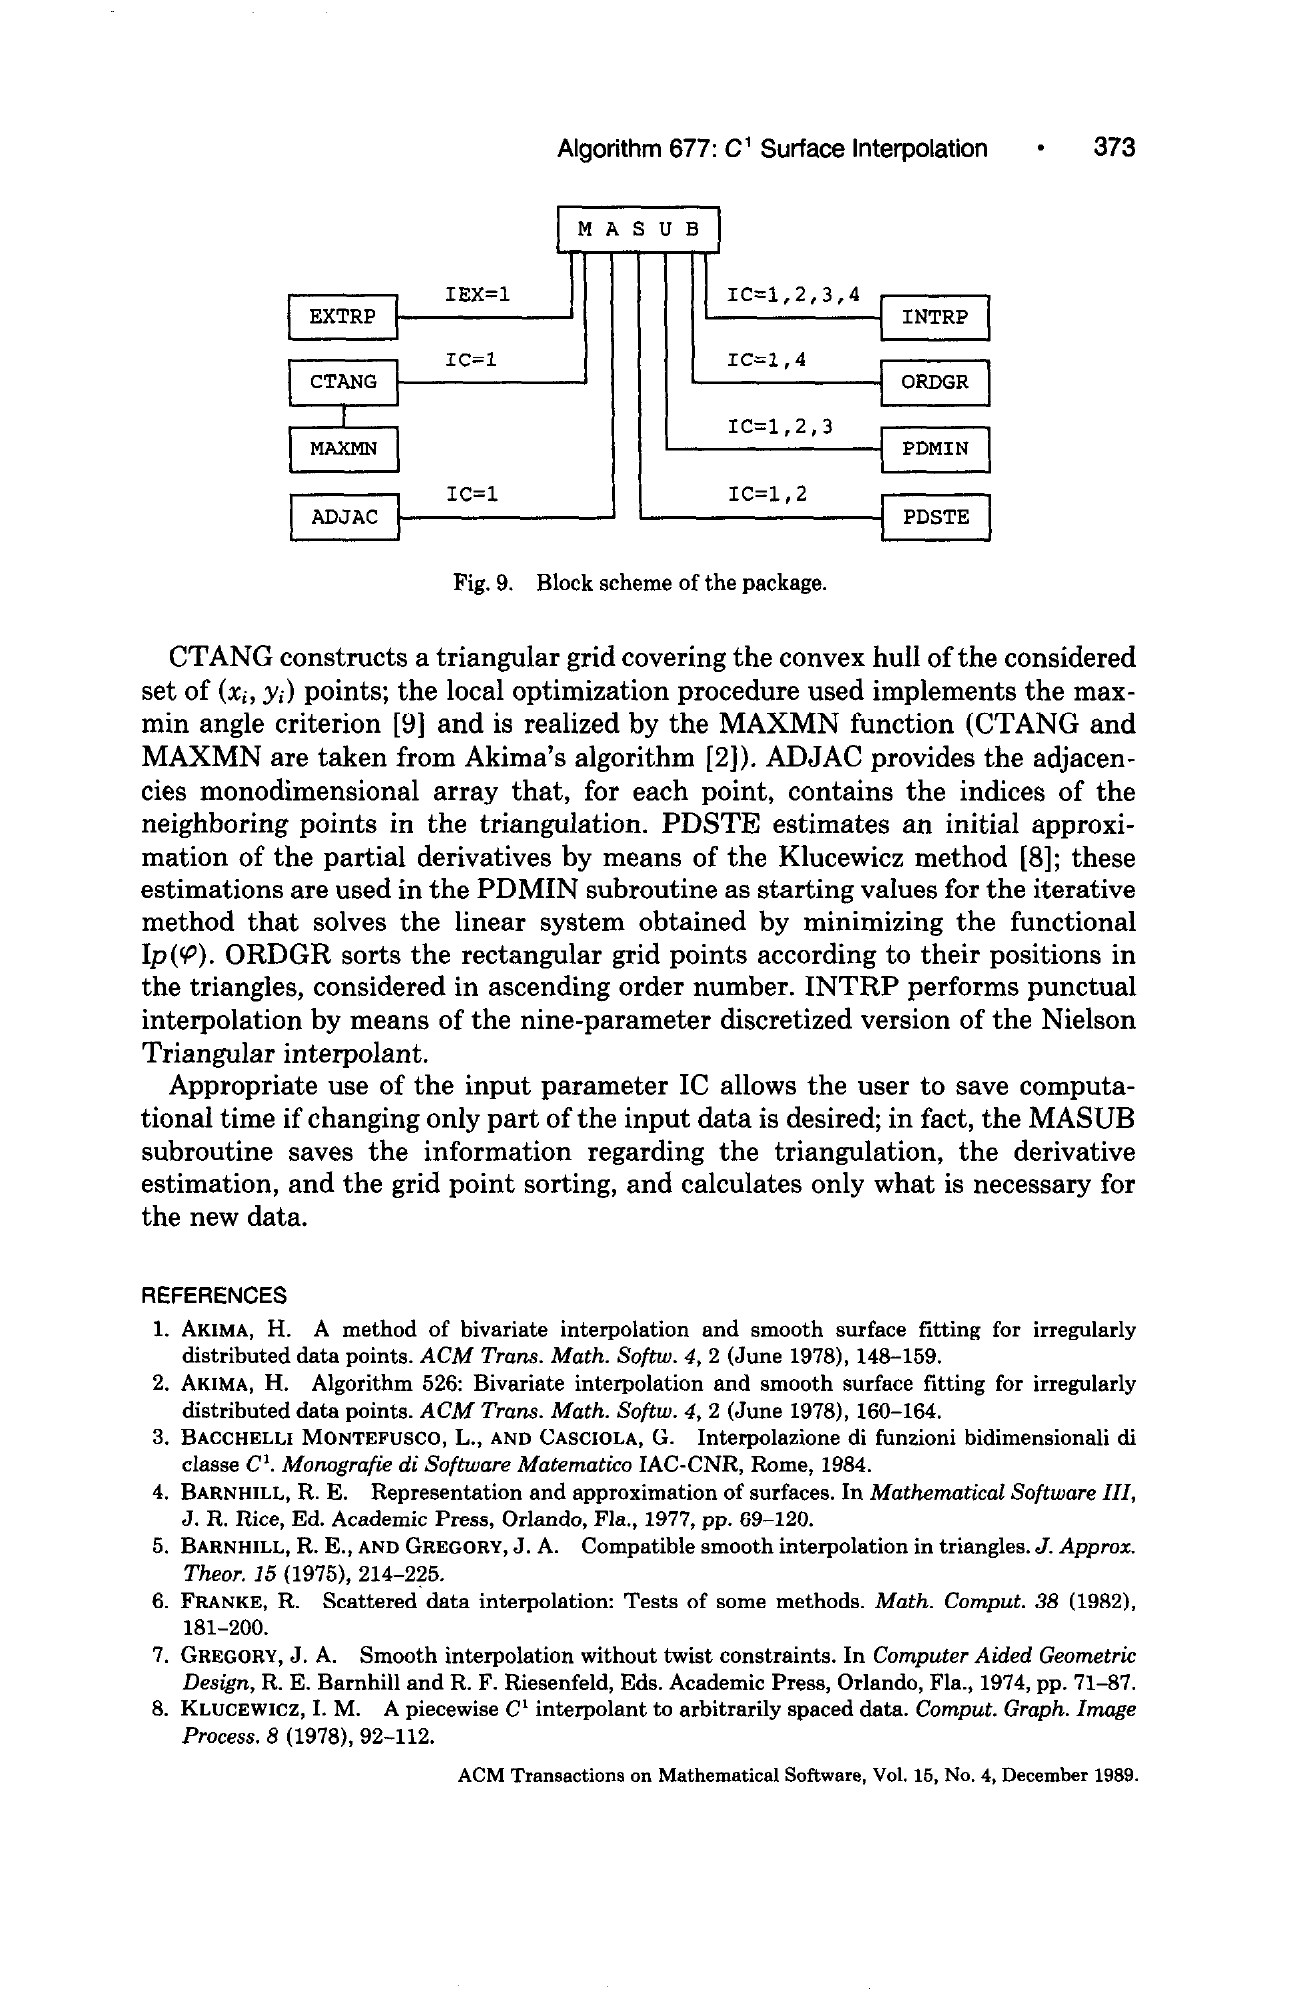 Algorithm 677: C¹ Surface Interpolation • 373
M A S U B
IEX=1
IC=1,2,3,4
EXTRP
INTRP
IC=1
IC=1,4
CTANG
ORDGR
IC=1,2,3
MAXMN
PDMIN
IC=1
IC=1,2
ADJAC
PDSTE
Fig. 9. Block scheme of the package.
CTANG constructs a triangular grid covering the convex hull of the considered
set of (xᵢ, yᵢ) points; the local optimization procedure used implements the max-
min angle criterion [9] and is realized by the MAXMN function (CTANG and
MAXMN are taken from Akima's algorithm [2]). ADJAC provides the adjacen-
cies monodimensional array that, for each point, contains the indices of the
neighboring points in the triangulation. PDSTE estimates an initial approxi-
mation of the partial derivatives by means of the Klucewicz method [8]; these
estimations are used in the PDMIN subroutine as starting values for the iterative
method that solves the linear system obtained by minimizing the functional
Ip(φ). ORDGR sorts the rectangular grid points according to their positions in
the triangles, considered in ascending order number. INTRP performs punctual
interpolation by means of the nine-parameter discretized version of the Nielson
Triangular interpolant.
Appropriate use of the input parameter IC allows the user to save computa-
tional time if changing only part of the input data is desired; in fact, the MASUB
subroutine saves the information regarding the triangulation, the derivative
estimation, and the grid point sorting, and calculates only what is necessary for
the new data.
REFERENCES
1. AKIMA, H. A method of bivariate interpolation and smooth surface fitting for irregularly
distributed data points. ACM Trans. Math. Softw. 4, 2 (June 1978), 148–159.
2. AKIMA, H. Algorithm 526: Bivariate interpolation and smooth surface fitting for irregularly
distributed data points. ACM Trans. Math. Softw. 4, 2 (June 1978), 160–164.
3. BACCHELLI MONTEFUSCO, L., AND CASCIOLA, G. Interpolazione di funzioni bidimensionali di
classe C¹. Monografie di Software Matematico IAC-CNR, Rome, 1984.
4. BARNHILL, R. E. Representation and approximation of surfaces. In Mathematical Software III,
J. R. Rice, Ed. Academic Press, Orlando, Fla., 1977, pp. 69–120.
5. BARNHILL, R. E., AND GREGORY, J. A. Compatible smooth interpolation in triangles. J. Approx.
Theor. 15 (1975), 214–225.
6. FRANKE, R. Scattered data interpolation: Tests of some methods. Math. Comput. 38 (1982),
181–200.
7. GREGORY, J. A. Smooth interpolation without twist constraints. In Computer Aided Geometric
Design, R. E. Barnhill and R. F. Riesenfeld, Eds. Academic Press, Orlando, Fla., 1974, pp. 71–87.
8. KLUCEWICZ, I. M. A piecewise C¹ interpolant to arbitrarily spaced data. Comput. Graph. Image
Process. 8 (1978), 92–112.
ACM Transactions on Mathematical Software, Vol. 15, No. 4, December 1989.